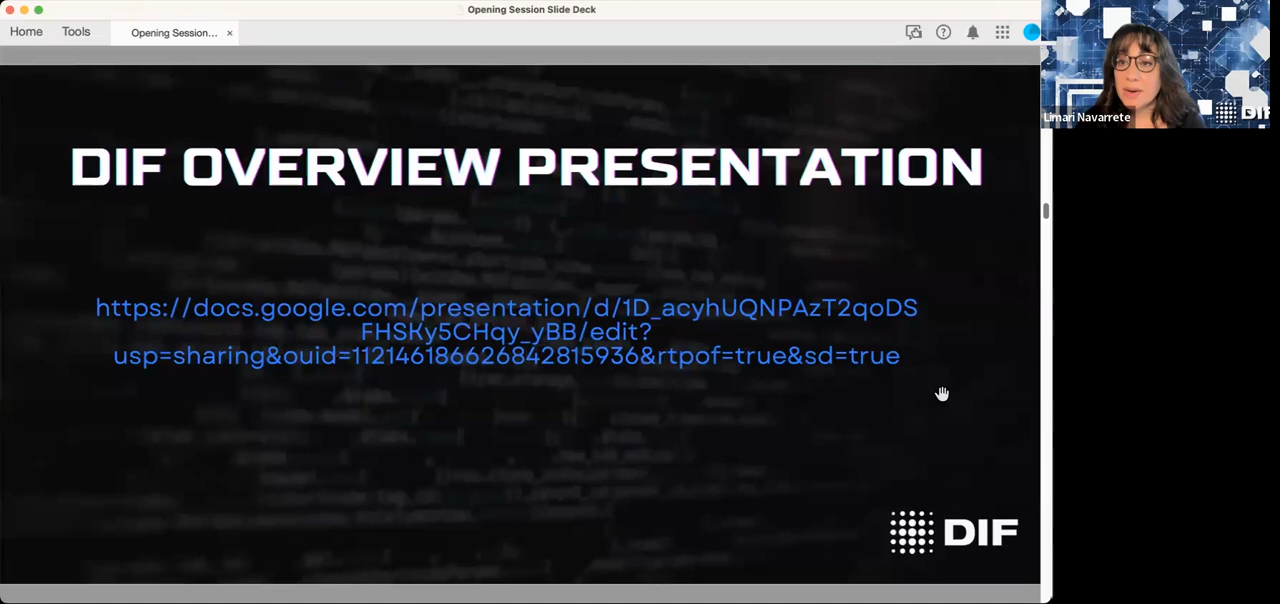 Opening Session Slide Deck
Home
Tools
Opening Session... ×
Limari Navarrete
DIF
DIF OVERVIEW PRESENTATION
https://docs.google.com/presentation/d/1D_acyhUQNPAzT2qoDS
FHSKy5CHqy_yBB/edit?
usp=sharing&ouid=112146186626842815936&rtpof=true&sd=true
DIF